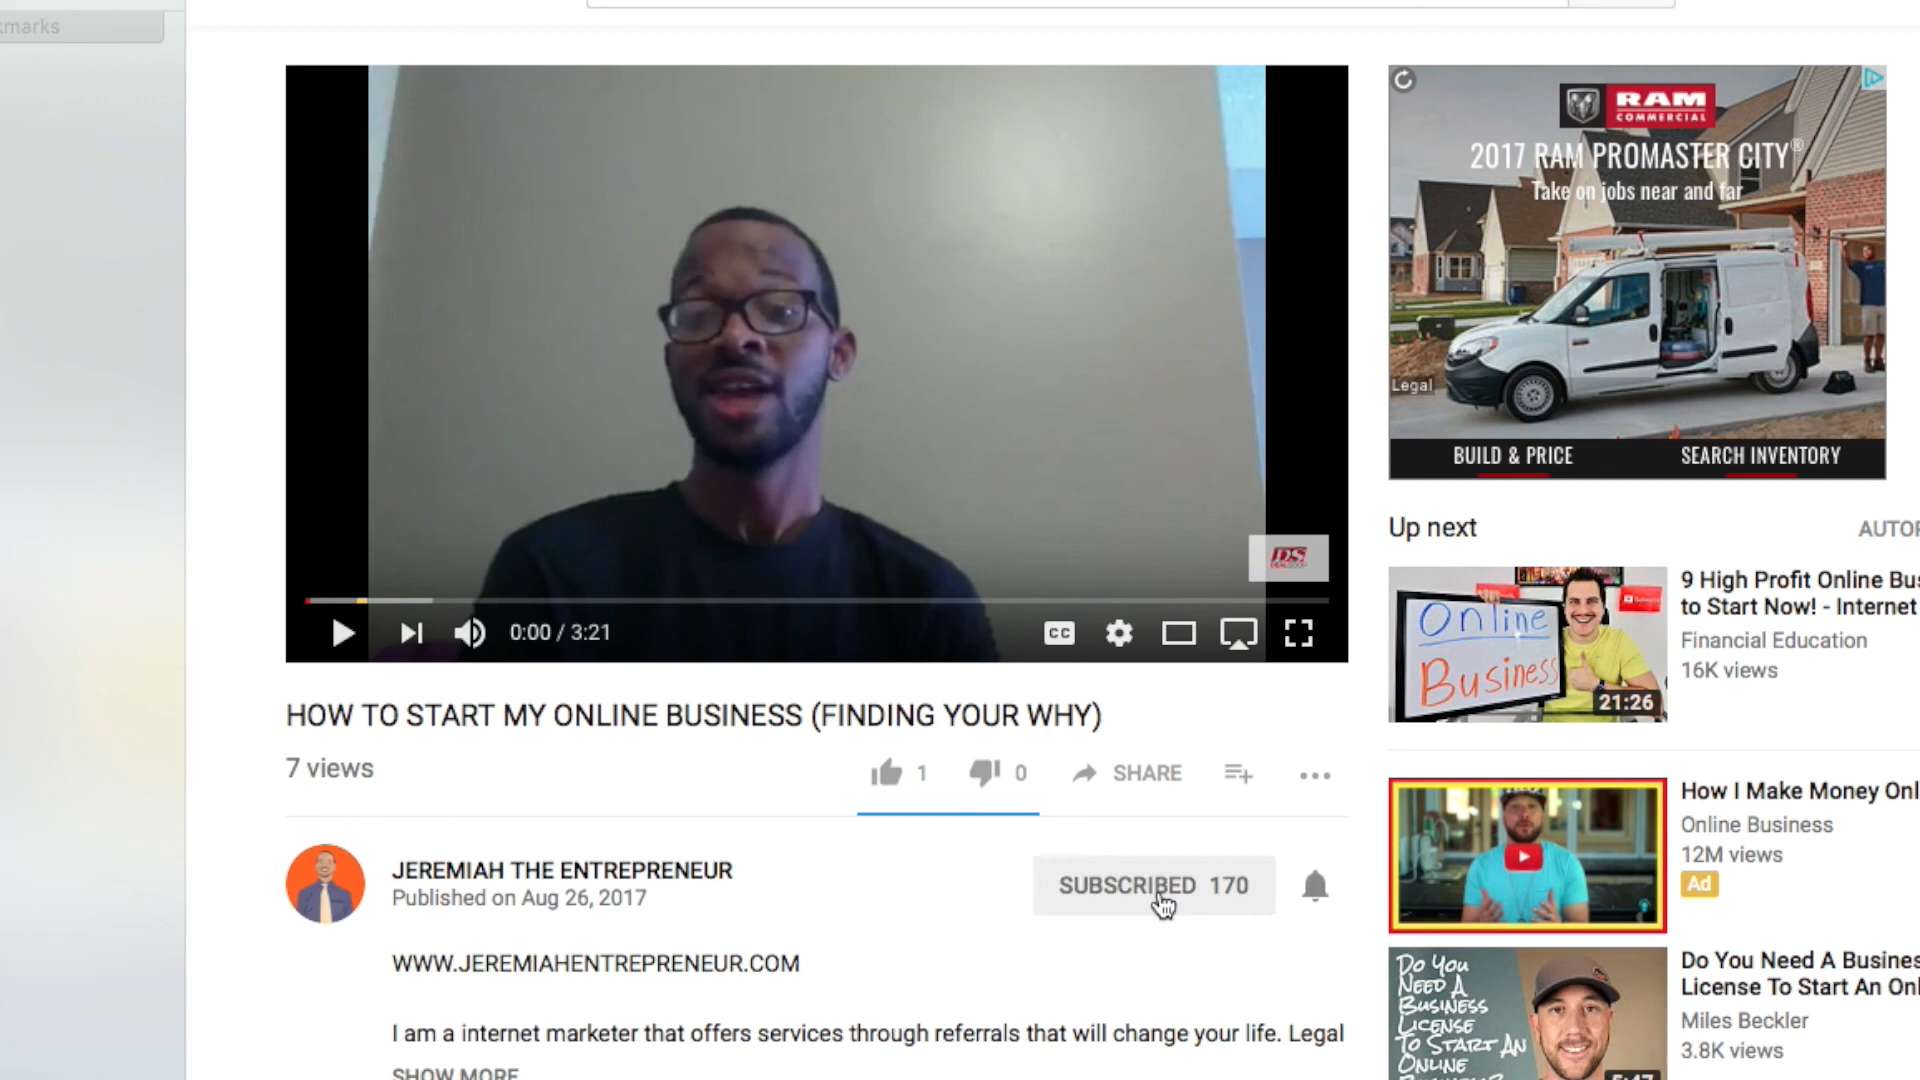 kmarks
RAM
COMMERCIAL
2017 RAM PROMASTER CITY®
Take on jobs near and far
Legal
BUILD & PRICE
SEARCH INVENTORY
DS
CC
0:00 / 3:21
HOW TO START MY ONLINE BUSINESS (FINDING YOUR WHY)
7 views
1
0
SHARE
JEREMIAH THE ENTREPRENEUR
Published on Aug 26, 2017
SUBSCRIBED 170
WWW.JEREMIAHENTREPRENEUR.COM
I am a internet marketer that offers services through referrals that will change your life. Legal
SHOW MORE
Up next
AUTOP
Online
Business
21:26
9 High Profit Online Bus
to Start Now! - Internet
Financial Education
16K views
How I Make Money Onl
Online Business
12M views
Ad
Do You
Need A
Business
License
To Start An
Online
5:47
Do You Need A Busines
License To Start An Onl
Miles Beckler
3.8K views